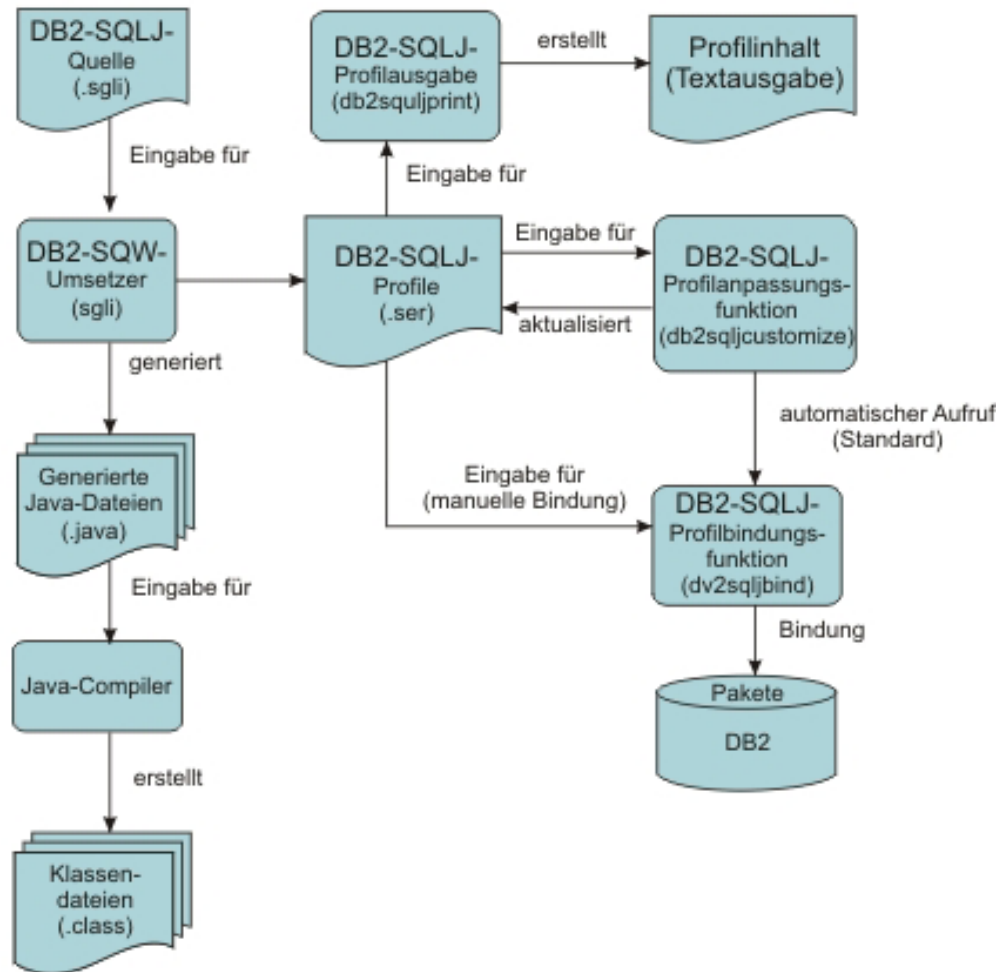 DB2-SQLJ-
Quelle
(.sgli)
Eingabe für
DB2-SQW-
Umsetzer
(sgli)
generiert
Generierte
Java-Dateien
(.java)
Eingabe für
Java-Compiler
erstellt
Klassen-
dateien
(.class)
DB2-SQLJ-
Profilausgabe
(db2squljprint)
erstellt
Profilinhalt
(Textausgabe)
Eingabe für
DB2-SQLJ-
Profile
(.ser)
Eingabe für
aktualisiert
DB2-SQLJ-
Profilanpassungs-
funktion
(db2sqljcustomize)
automatischer Aufruf
(Standard)
Eingabe für
(manuelle Bindung)
DB2-SQLJ-
Profilbindungs-
funktion
(dv2sqljbind)
Bindung
Pakete
DB2